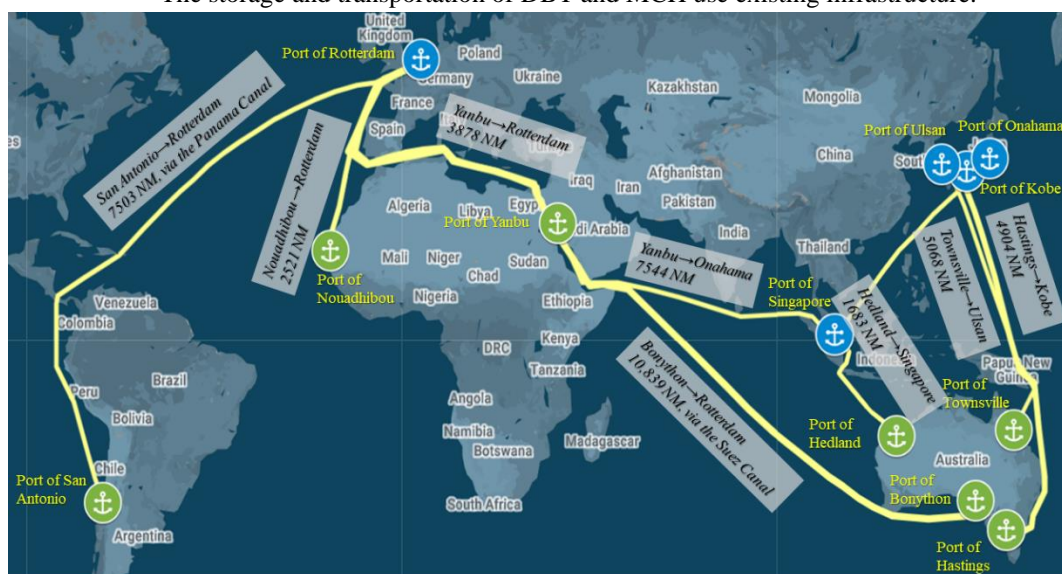 The storage and transportation of DBT and MCH use existing infrastructure.
United
Kingdom
Port of Rotterdam
Poland
Germany
Ukraine
Kazakhstan
Mongolia
France
Spain
Port of Ulsan
Port of Onahama
es
San Antonio→Rotterdam
7503 NM, via the Panama Canal
Nouadhibou→Rotterdam
2521 NM
Yanbu→Rotterdam
3878 NM
China
South
Port of Kobe
Iraq
Iran
Afghanistan
Pakistan
Algeria
Libya
Egyp
Port of Yanbu
di Arabia
India
Mali
Niger
Sudan
Chad
Port of
Nouadhibou
Yanbu→Onahama
7544 NM
Thailand
Townsville→Ulsan
5068 NM
Hastings→Kobe
4904 NM
Venezuela
Colombia
Nigeria
Ethiopia
Port of
Singapore
Hedland→Singapore
1683 NM
Kenya
DRC
Tanzania
Indonesia
Papua New
Guinea
Peru
Brazil
Bolivia
Bonython→Rotterdam
10,839 NM, via the Suez Canal
Angola
Namibia
Botswana
Madagascar
Port of
Hedland
Port of
Townsville
Chile
Port of San
Antonio
Australia
Port of
Bonython
South Africa
Argentina
Port of
Hastings